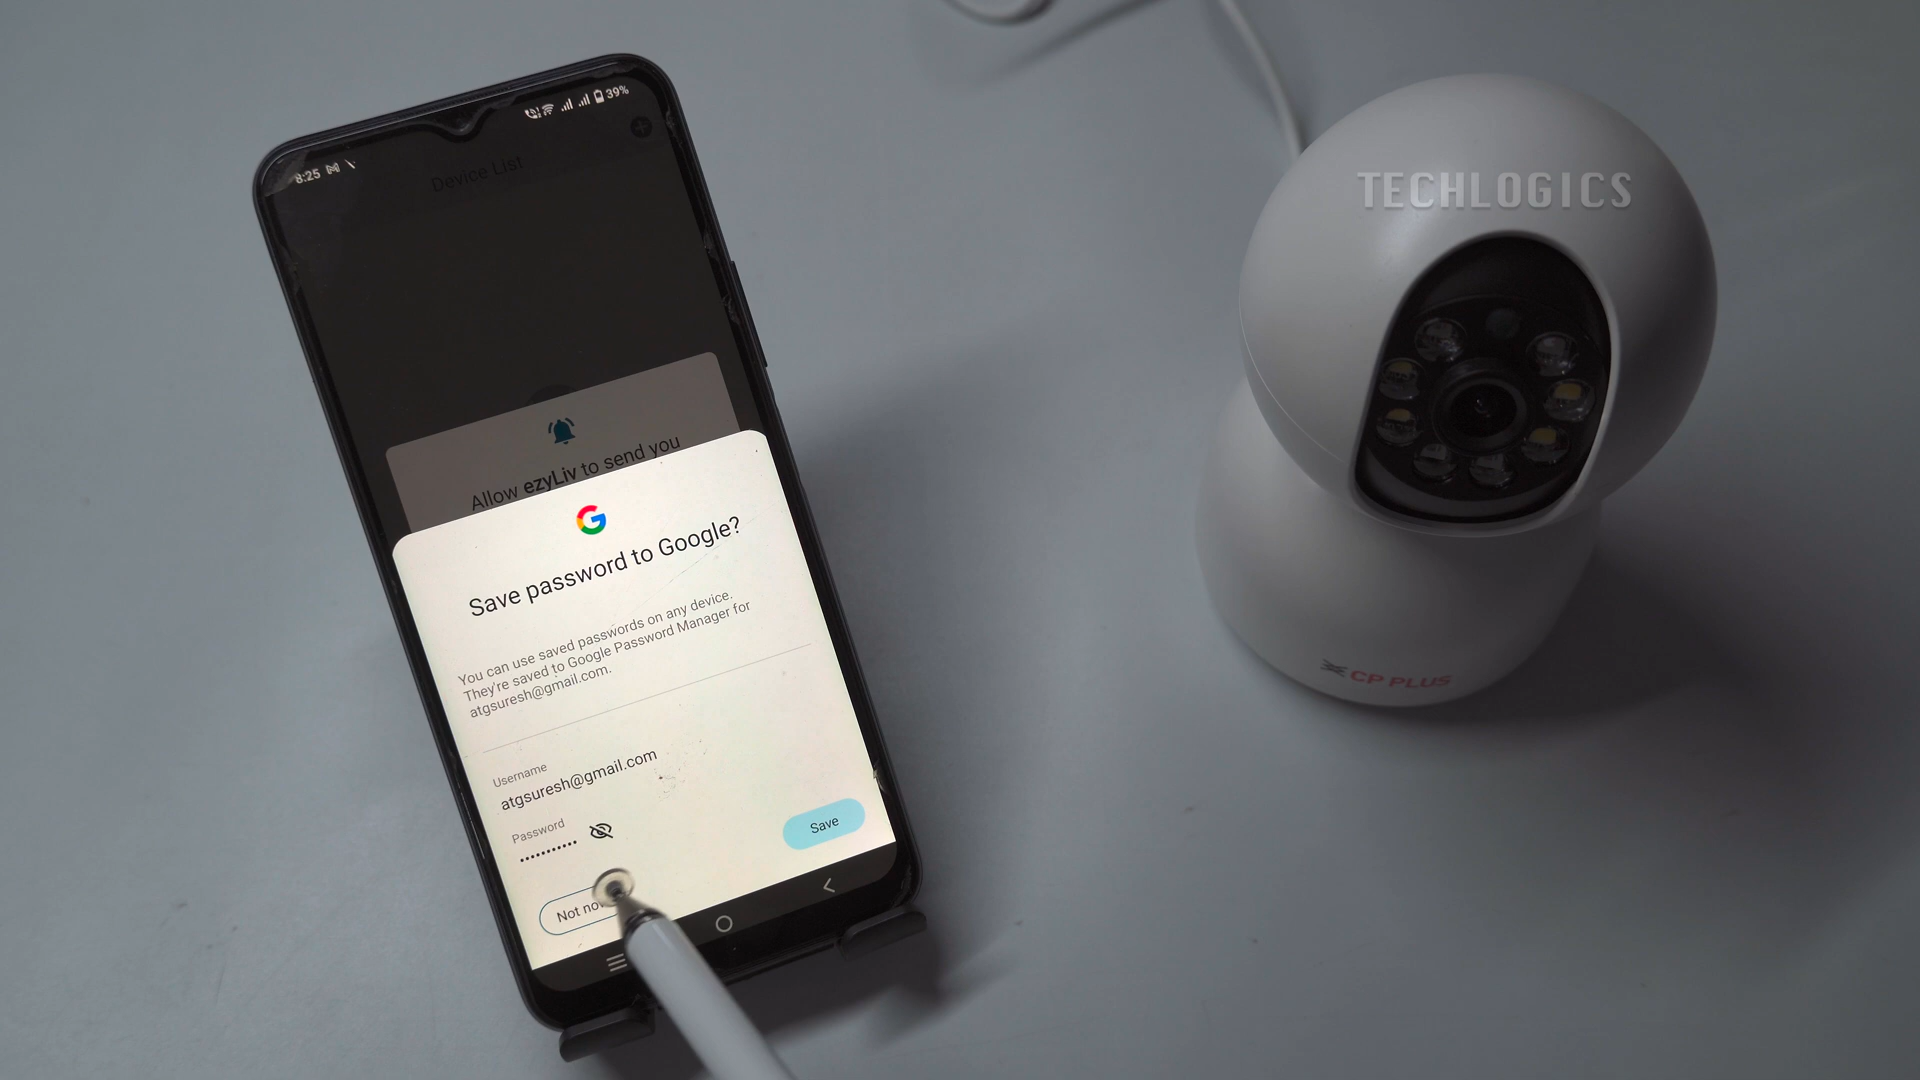 8:25
39%
Device List
Allow ezyLiv to send you
Save password to Google?
You can use saved passwords on any device.
They're saved to Google Password Manager for
atgsuresh@gmail.com.
Username
atgsuresh@gmail.com
Password
•••••••••••
Save
Not now
TECHLOGICS
CP PLUS